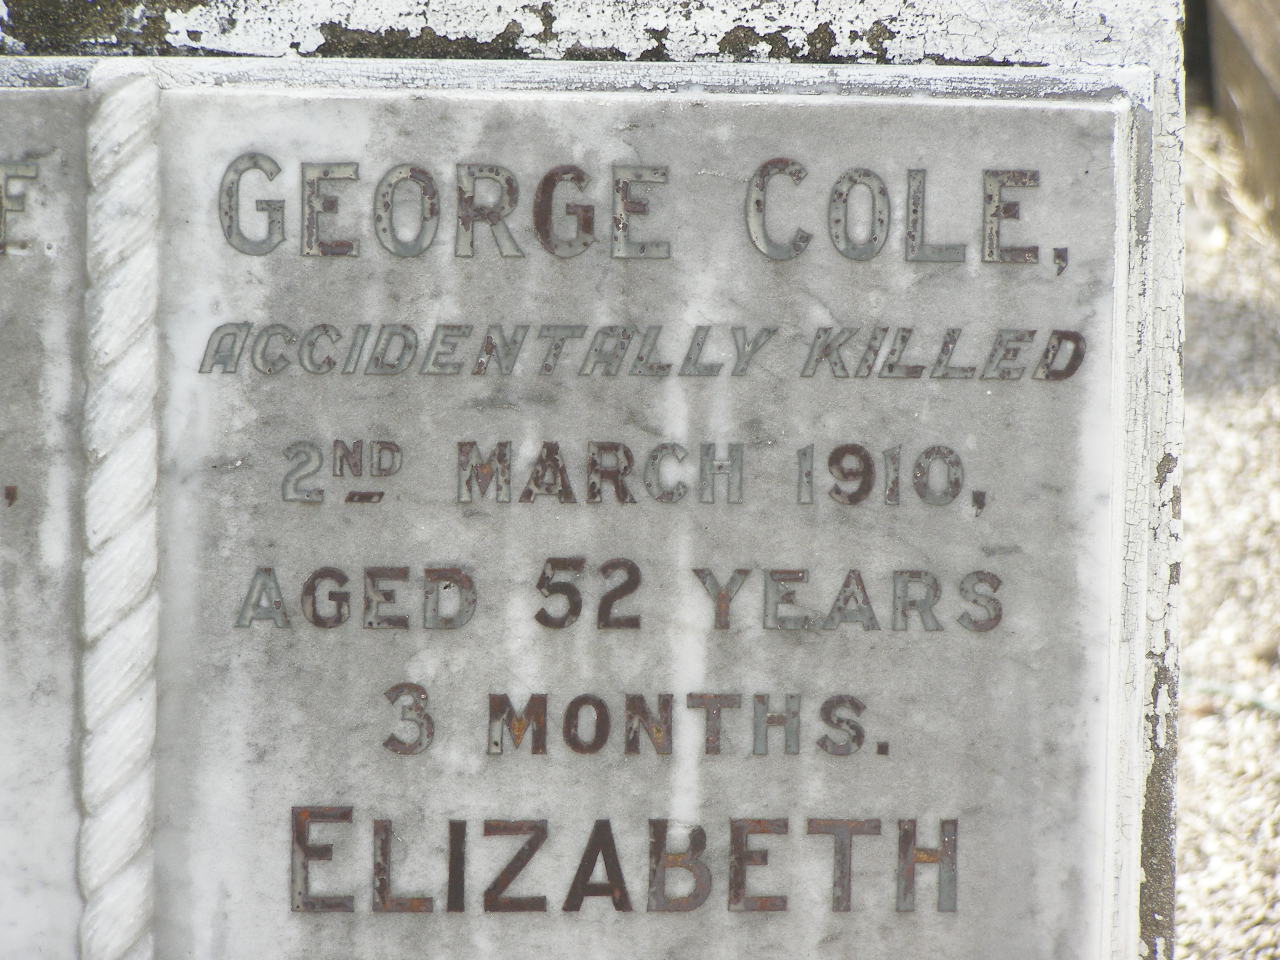 GEORGE COLE,
ACCIDENTALLY KILLED
2ND MARCH 1910,
AGED 52 YEARS
3 MONTHS.
ELIZABETH